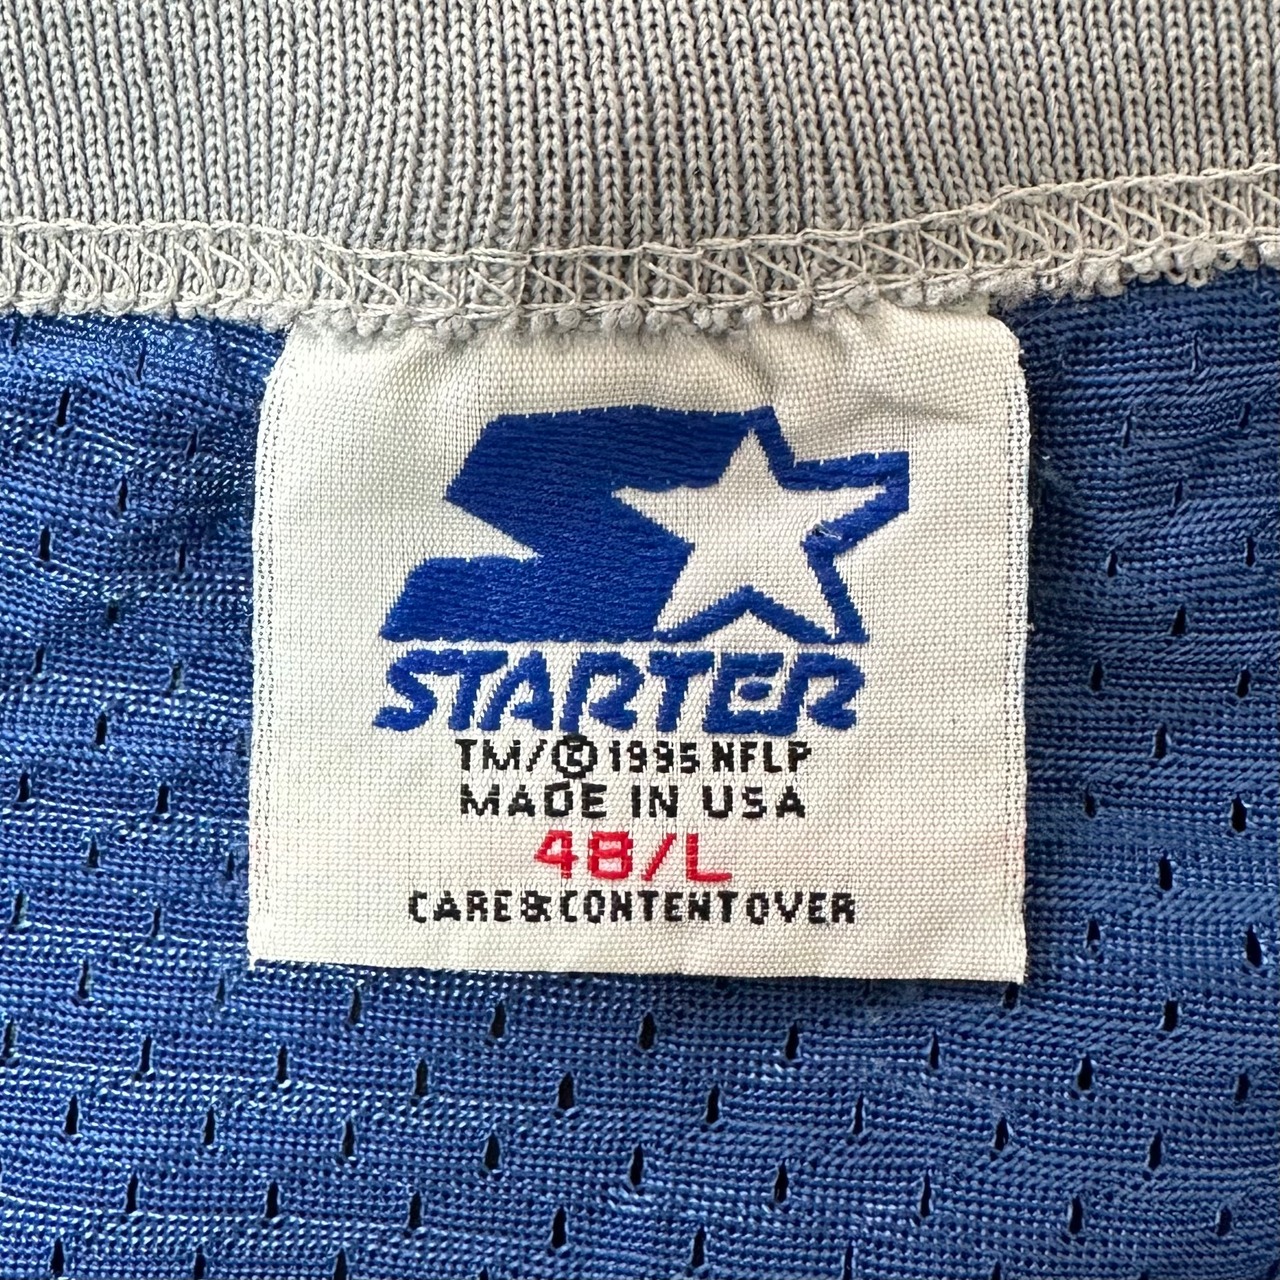 STARTER
TM/© 1995 NFLP
MADE IN USA
48/L
CARE & CONTENT OVER